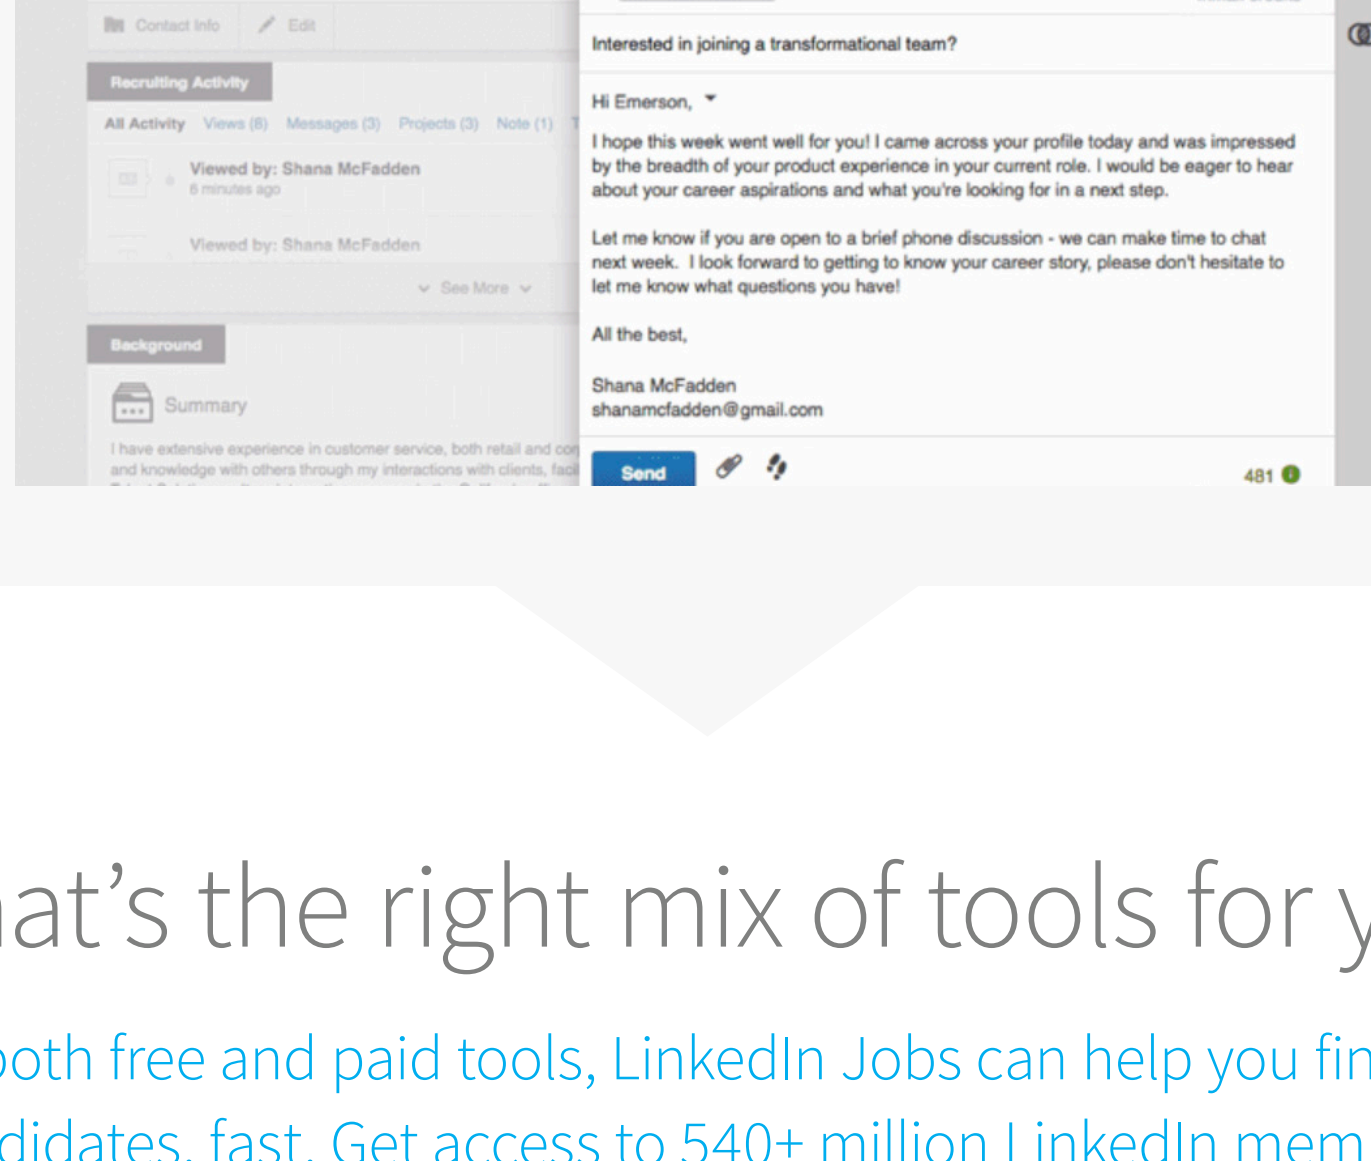 Contact Info
Edit
Recruiting Activity
All Activity Views (8) Messages (3) Projects (3) Note (1)
Viewed by: Shana McFadden
6 minutes ago
Viewed by: Shana McFadden
See More
Background
Summary
I have extensive experience in customer service, both retail and
and knowledge with others through my interactions with clients,
Interested in joining a transformational team?
Hi Emerson,
I hope this week went well for you! I came across your profile today and was impressed
by the breadth of your product experience in your current role. I would be eager to hear
about your career aspirations and what you're looking for in a next step.
Let me know if you are open to a brief phone discussion - we can make time to chat
next week. I look forward to getting to know your career story, please don't hesitate to
let me know what questions you have!
All the best,
Shana McFadden
shanamcfadden@gmail.com
Send
481
hat’s the right mix of tools for y
both free and paid tools, LinkedIn Jobs can help you fin
didates, fast. Get access to 540+ million LinkedIn mem